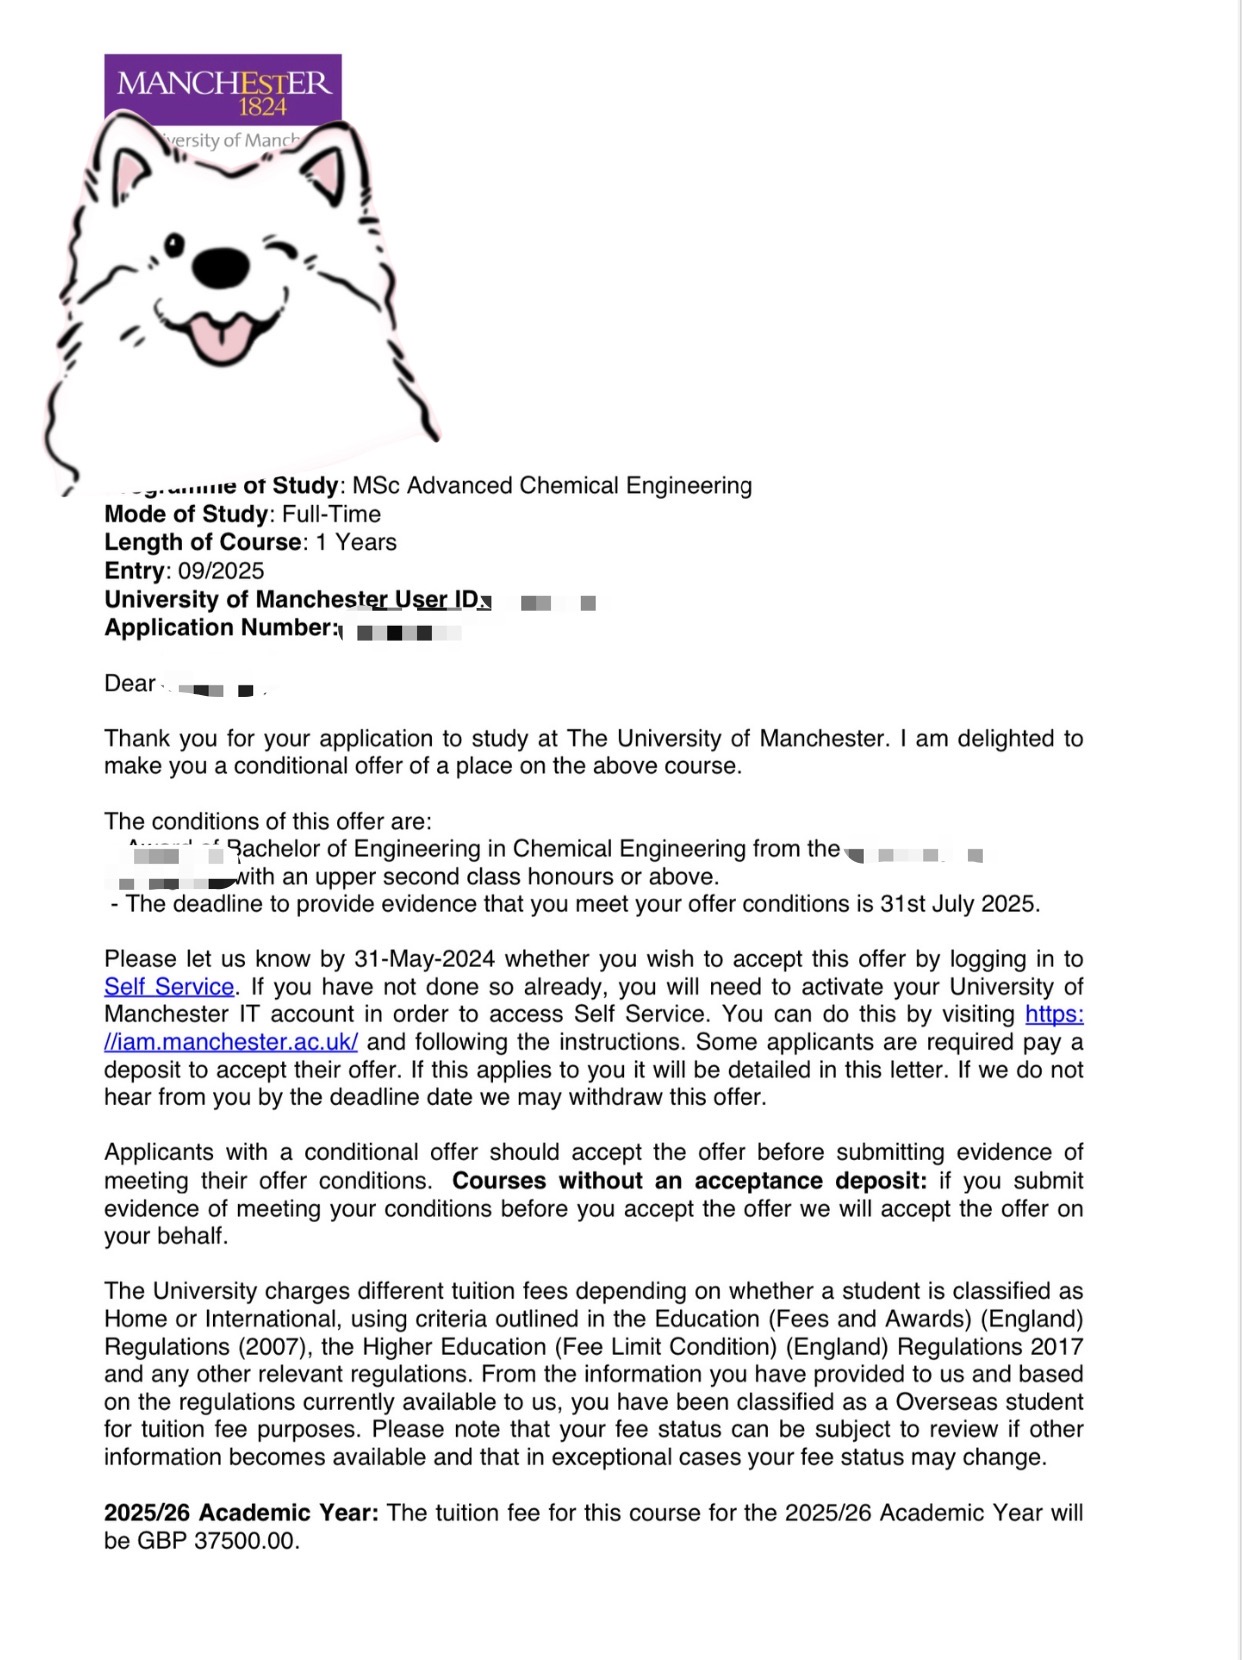 MANCHESTER
1824
versity of Manch
of Study: MSc Advanced Chemical Engineering
Mode of Study: Full-Time
Length of Course: 1 Years
Entry: 09/2025
University of Manchester User ID:
Application Number:
Dear
Thank you for your application to study at The University of Manchester. I am delighted to
make you a conditional offer of a place on the above course.
The conditions of this offer are:
Bachelor of Engineering in Chemical Engineering from the
with an upper second class honours or above.
- The deadline to provide evidence that you meet your offer conditions is 31st July 2025.
Please let us know by 31-May-2024 whether you wish to accept this offer by logging in to
Self Service. If you have not done so already, you will need to activate your University of
Manchester IT account in order to access Self Service. You can do this by visiting https:
//iam.manchester.ac.uk/ and following the instructions. Some applicants are required pay a
deposit to accept their offer. If this applies to you it will be detailed in this letter. If we do not
hear from you by the deadline date we may withdraw this offer.
Applicants with a conditional offer should accept the offer before submitting evidence of
meeting their offer conditions. Courses without an acceptance deposit: if you submit
evidence of meeting your conditions before you accept the offer we will accept the offer on
your behalf.
The University charges different tuition fees depending on whether a student is classified as
Home or International, using criteria outlined in the Education (Fees and Awards) (England)
Regulations (2007), the Higher Education (Fee Limit Condition) (England) Regulations 2017
and any other relevant regulations. From the information you have provided to us and based
on the regulations currently available to us, you have been classified as a Overseas student
for tuition fee purposes. Please note that your fee status can be subject to review if other
information becomes available and that in exceptional cases your fee status may change.
2025/26 Academic Year: The tuition fee for this course for the 2025/26 Academic Year will
be GBP 37500.00.